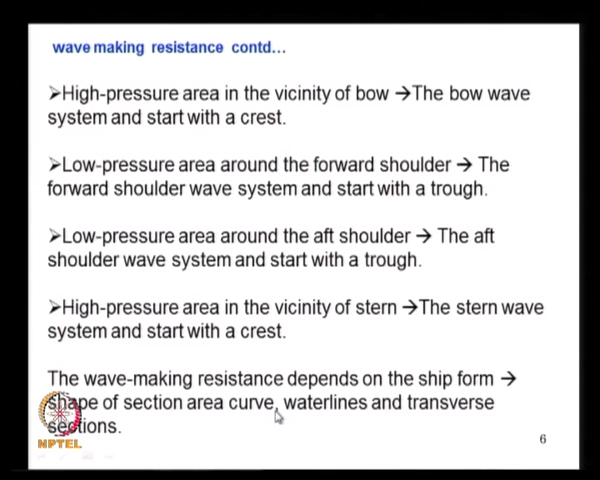 wave making resistance contd...
➢High-pressure area in the vicinity of bow →The bow wave
system and start with a crest.
➢Low-pressure area around the forward shoulder → The
forward shoulder wave system and start with a trough.
➢Low-pressure area around the aft shoulder → The aft
shoulder wave system and start with a trough.
➢High-pressure area in the vicinity of stern →The stern wave
system and start with a crest.
The wave-making resistance depends on the ship form →
shape of section area curve, waterlines and transverse
sections.
NPTEL
6